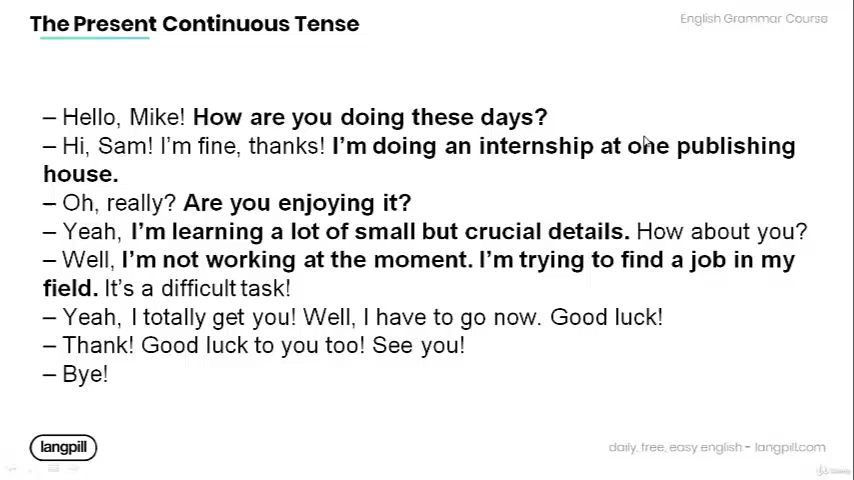 The Present Continuous Tense
English Grammar Course
– Hello, Mike! How are you doing these days?
– Hi, Sam! I'm fine, thanks! I'm doing an internship at one publishing
house.
– Oh, really? Are you enjoying it?
– Yeah, I'm learning a lot of small but crucial details. How about you?
– Well, I'm not working at the moment. I'm trying to find a job in my
field. It's a difficult task!
– Yeah, I totally get you! Well, I have to go now. Good luck!
– Thank! Good luck to you too! See you!
– Bye!
langpill
daily, free, easy english - langpill.com